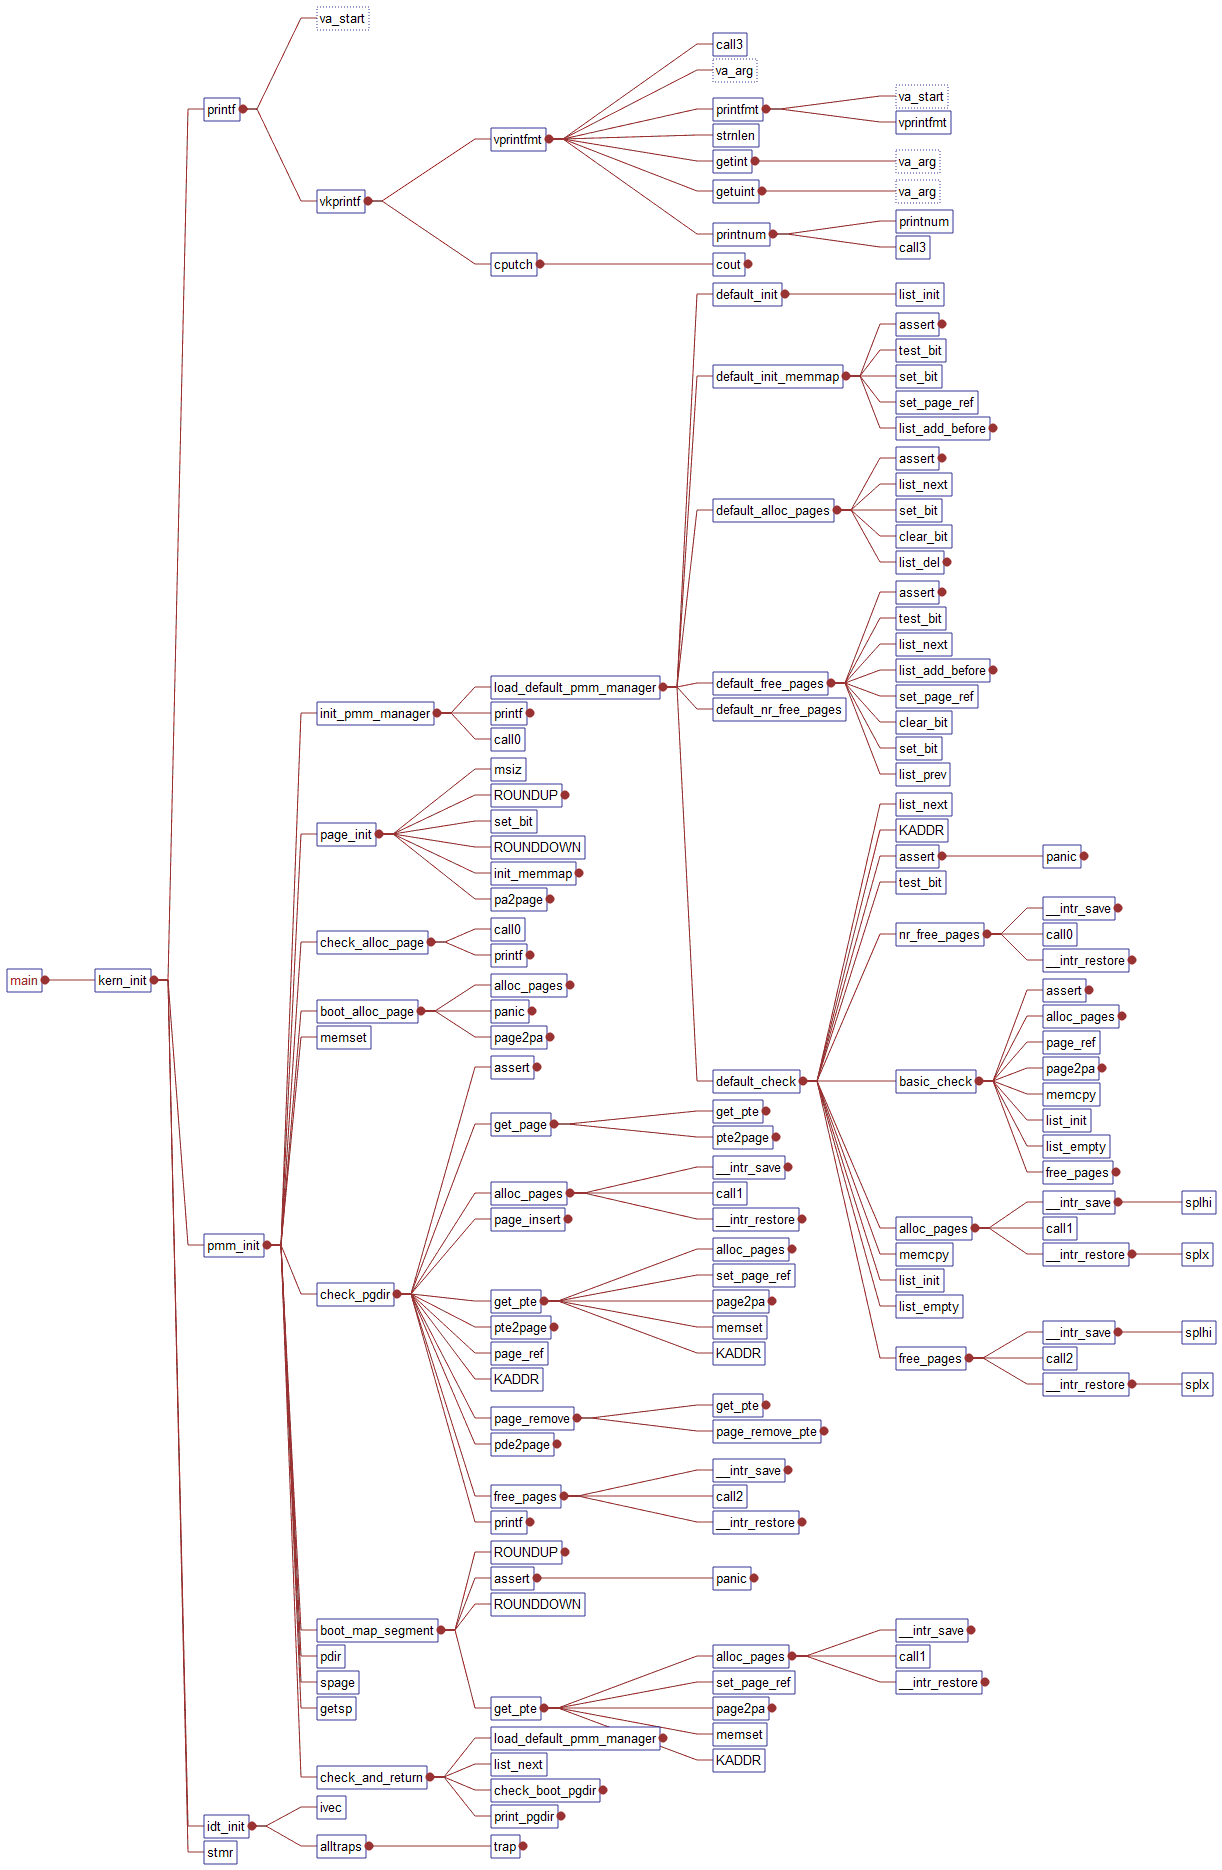 va_start
call3
va_arg
va_start
printf
printfmt
vprintfmt
vprintfmt
strnlen
getint
va_arg
getuint
va_arg
vkprintf
printnum
printnum
call3
cputch
cout
default_init
list_init
assert
test_bit
default_init_memmap
set_bit
set_page_ref
list_add_before
assert
list_next
default_alloc_pages
set_bit
clear_bit
list_del
assert
test_bit
list_next
list_add_before
default_free_pages
load_default_pmm_manager
set_page_ref
default_nr_free_pages
init_pmm_manager
printf
clear_bit
call0
set_bit
msiz
list_prev
ROUNDUP
list_next
set_bit
KADDR
page_init
ROUNDDOWN
assert
panic
init_memmap
test_bit
pa2page
__intr_save
call0
nr_free_pages
call0
check_alloc_page
printf
__intr_restore
main
kern_init
alloc_pages
assert
boot_alloc_page
panic
alloc_pages
memset
page2pa
page_ref
assert
page2pa
default_check
basic_check
memcpy
get_pte
list_init
get_page
pte2page
list_empty
__intr_save
free_pages
alloc_pages
call1
__intr_save
splhi
page_insert
__intr_restore
alloc_pages
call1
pmm_init
alloc_pages
memcpy
__intr_restore
splx
set_page_ref
list_init
check_pgdir
get_pte
page2pa
list_empty
pte2page
memset
__intr_save
splhi
page_ref
KADDR
free_pages
call2
KADDR
__intr_restore
splx
page_remove
get_pte
page_remove_pte
pde2page
__intr_save
free_pages
call2
printf
__intr_restore
ROUNDUP
assert
panic
ROUNDDOWN
boot_map_segment
__intr_save
pdir
alloc_pages
call1
spage
set_page_ref
__intr_restore
getsp
get_pte
page2pa
load_default_pmm_manager
memset
list_next
KADDR
check_and_return
check_boot_pgdir
ivec
print_pgdir
idt_init
alltraps
trap
stmr